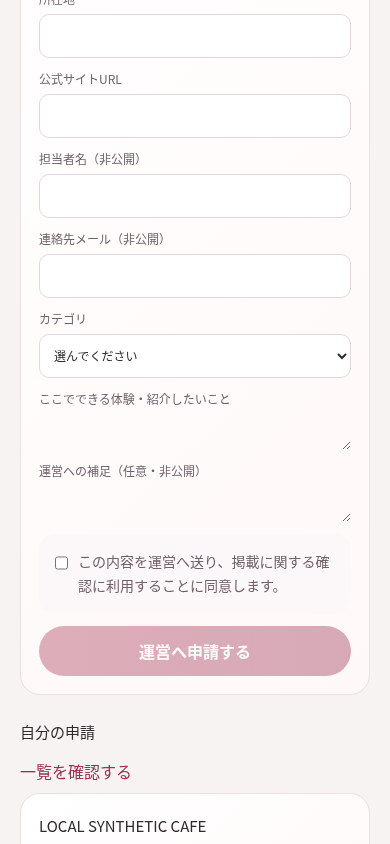 所在地
公式サイトURL
担当者名（非公開）
連絡先メール（非公開）
カテゴリ
選んでください
ここでできる体験・紹介したいこと
運営への補足（任意・非公開）
この内容を運営へ送り、掲載に関する確
認に利用することに同意します。
運営へ申請する
自分の申請
一覧を確認する
LOCAL SYNTHETIC CAFE